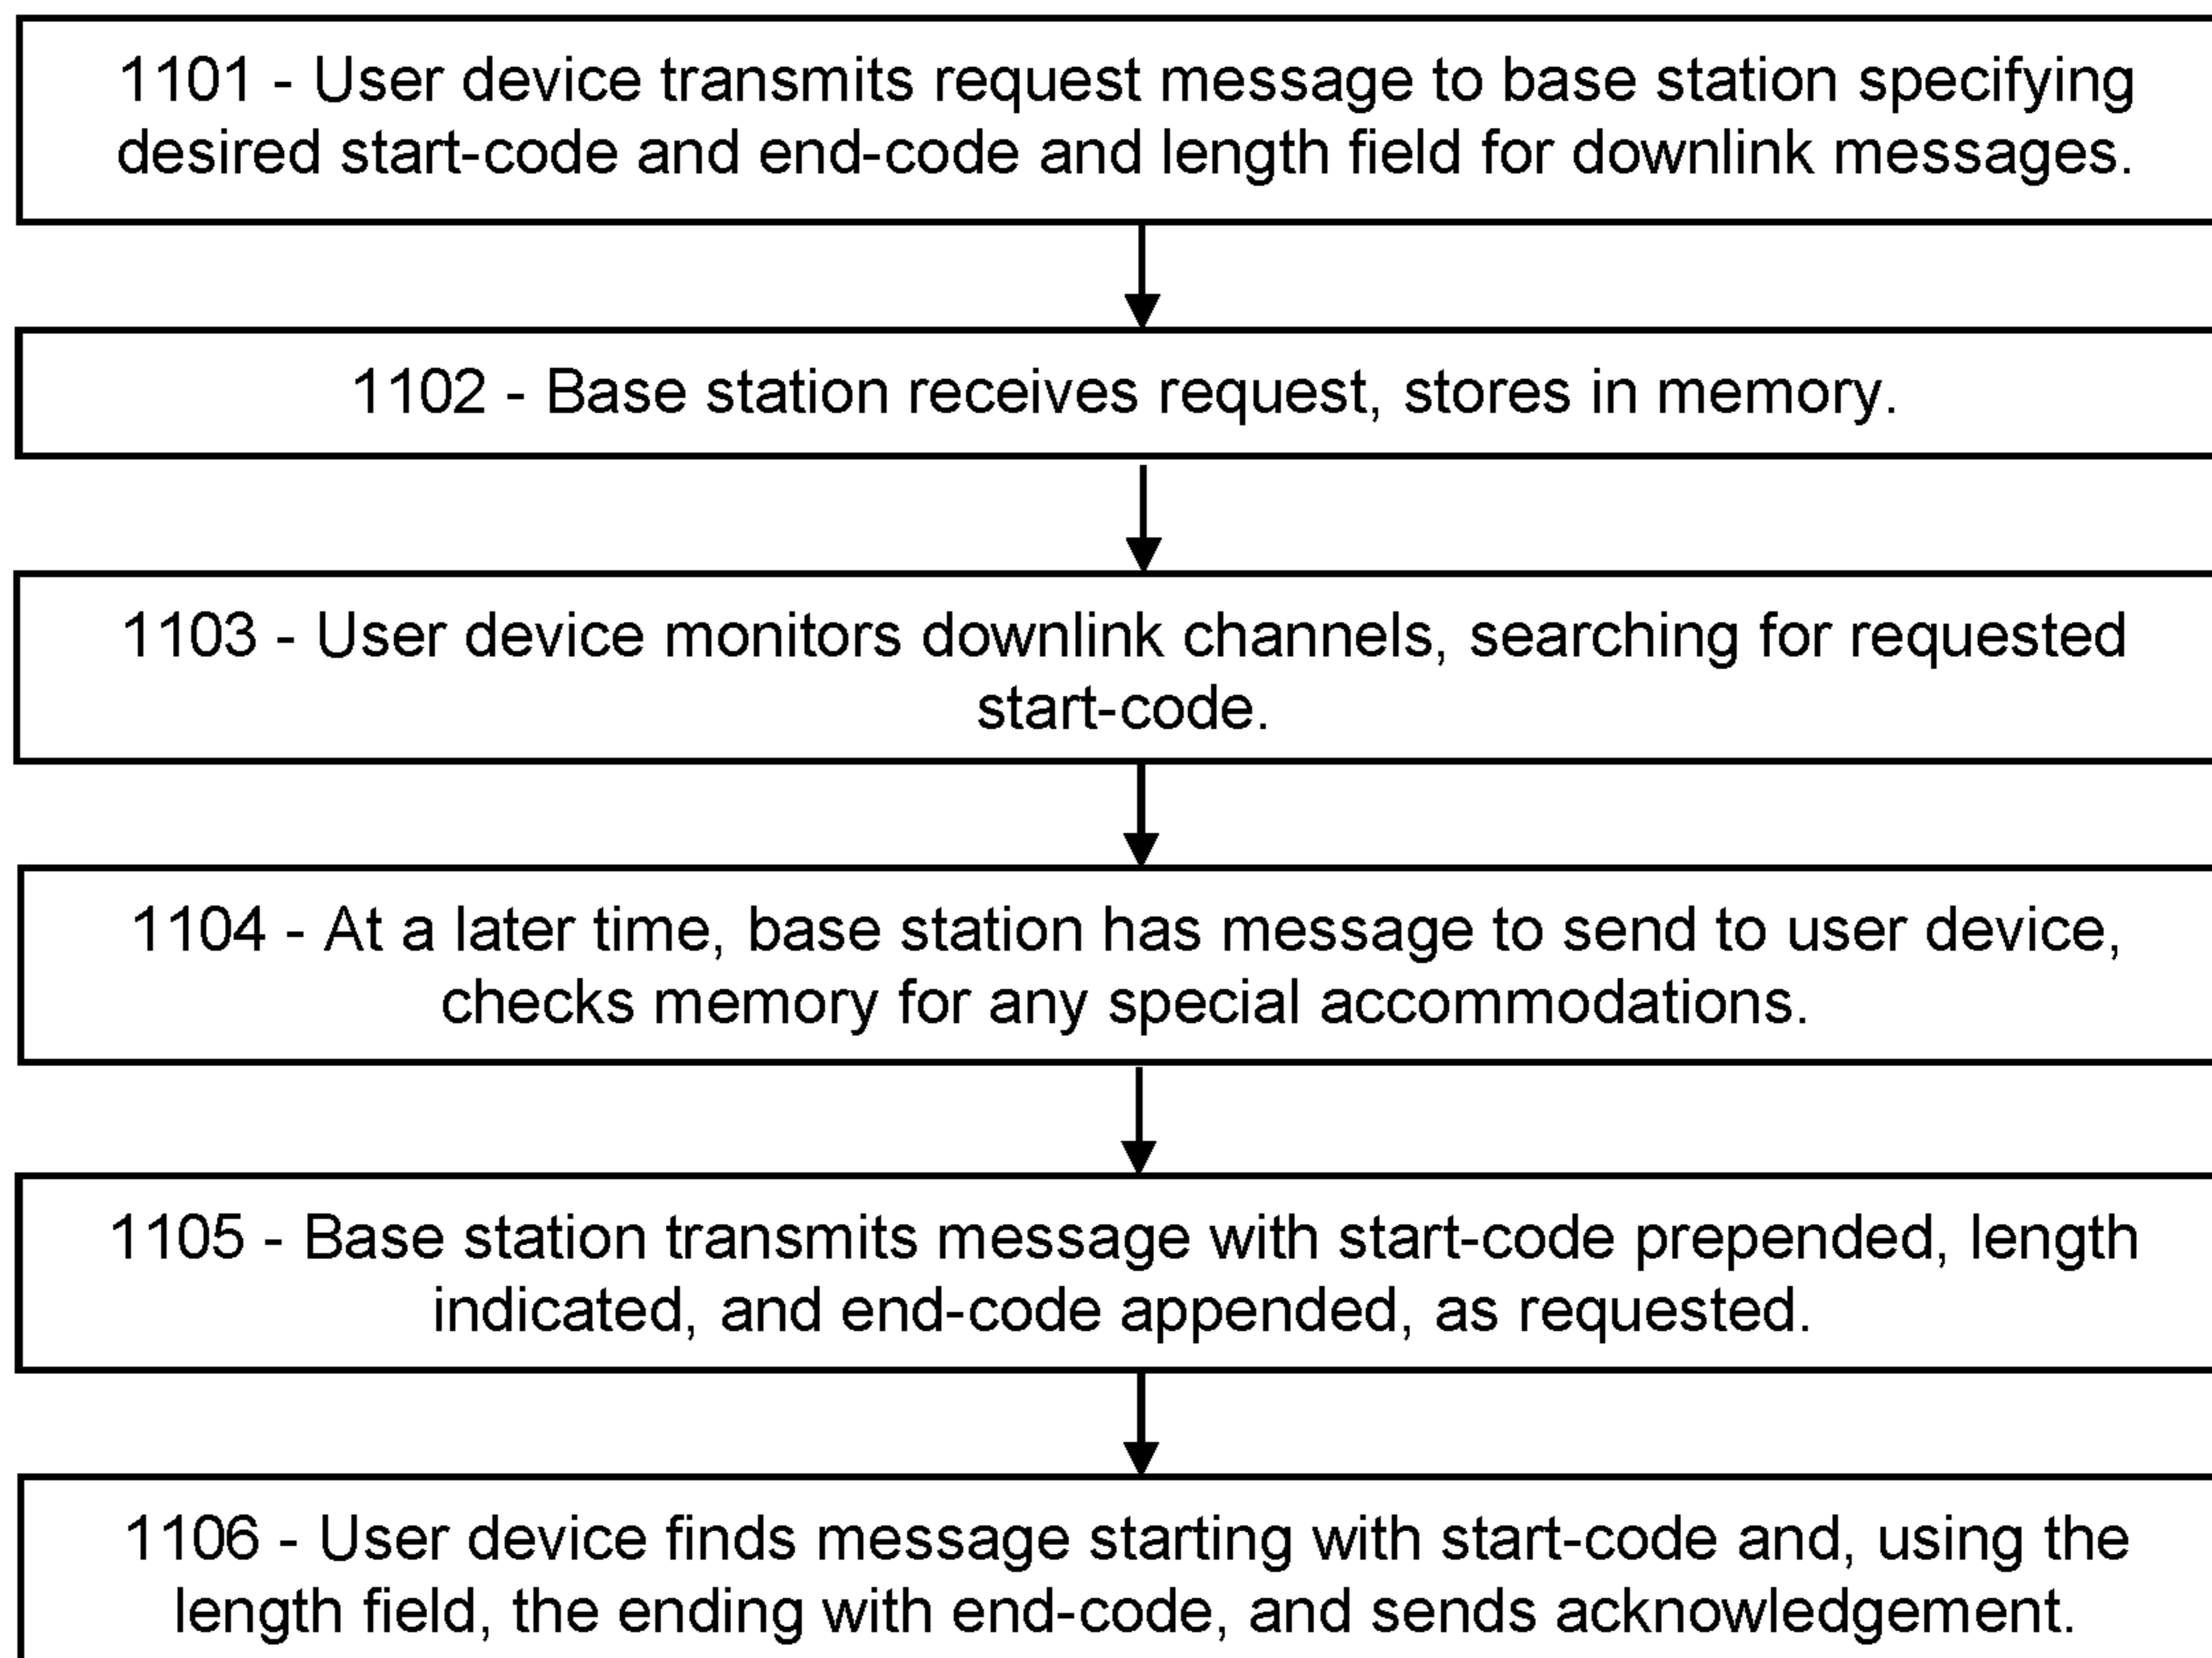 1101 - User device transmits request message to base station specifying
desired start-code and end-code and length field for downlink messages.
1102 - Base station receives request, stores in memory.
1103 - User device monitors downlink channels, searching for requested
start-code.
1104 - At a later time, base station has message to send to user device,
checks memory for any special accommodations.
1105 - Base station transmits message with start-code prepended, length
indicated, and end-code appended, as requested.
1106 - User device finds message starting with start-code and, using the
length field, the ending with end-code, and sends acknowledgement.